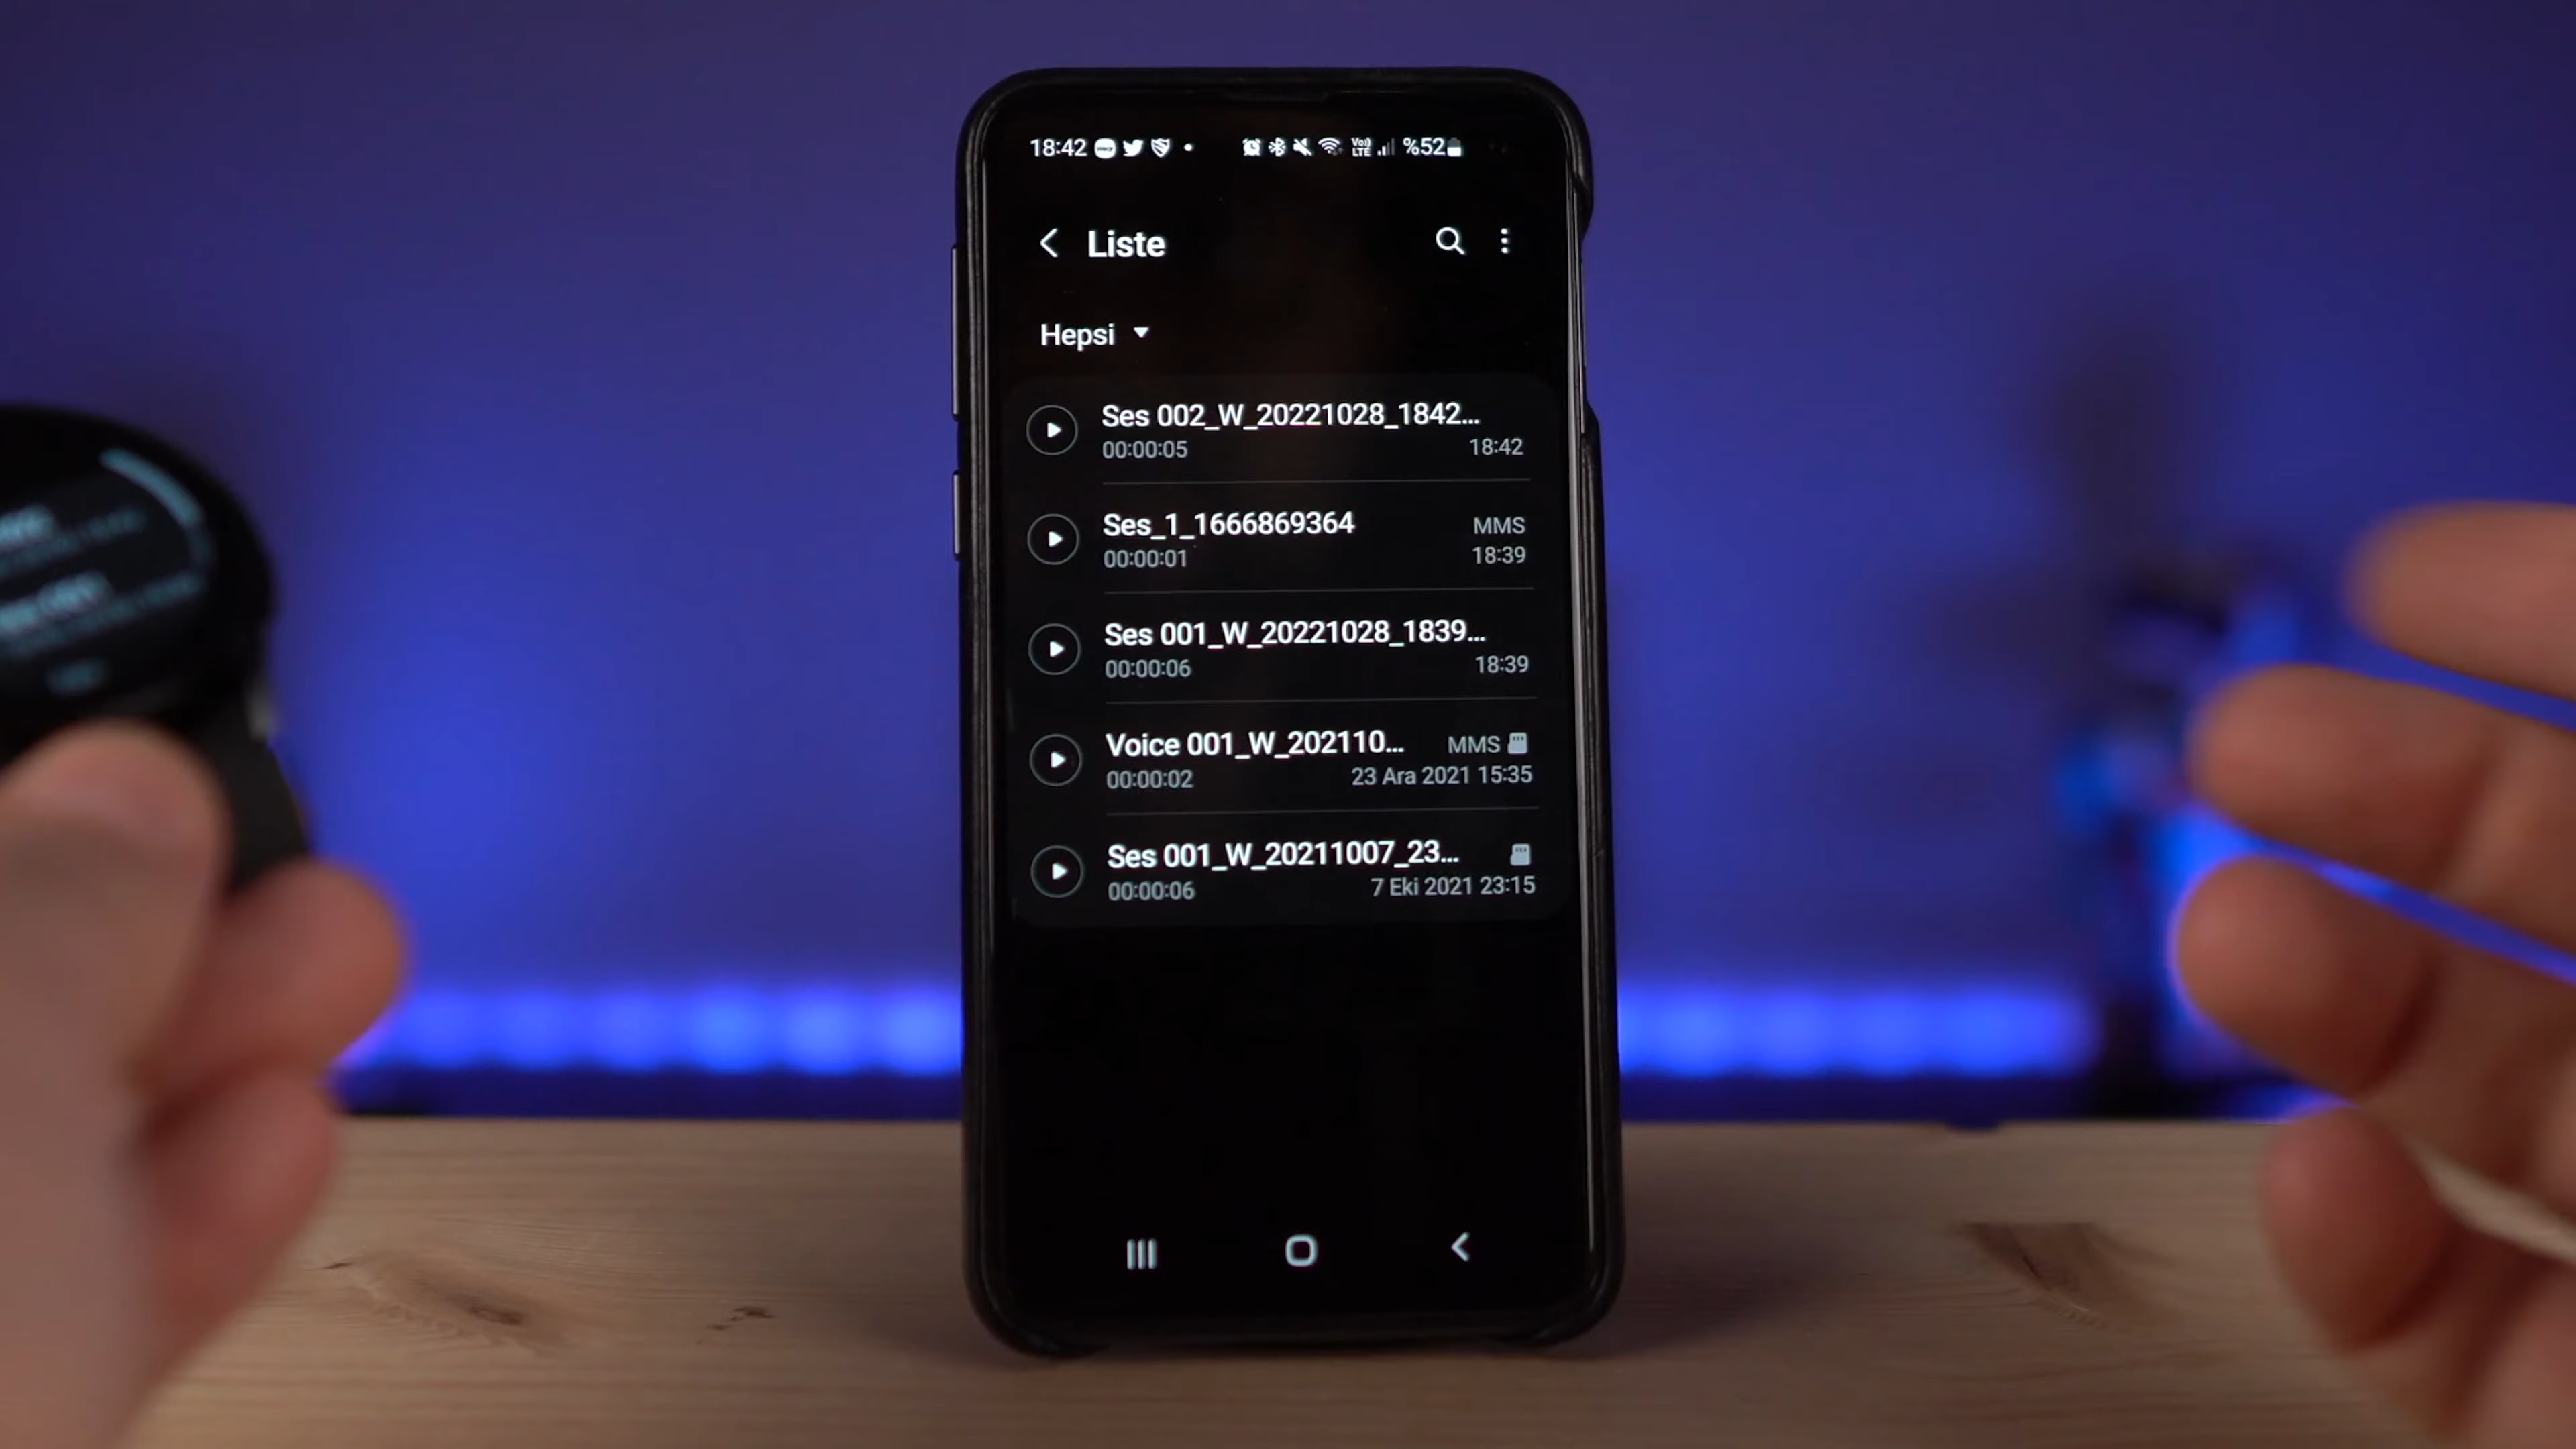 18:42 %52
Liste
Hepsi
Ses 002_W_20221028_1842...
00:00:05 18:42
Ses_1_1666869364 MMS
00:00:01 18:39
Ses 001_W_20221028_1839...
00:00:06 18:39
Voice 001_W_202110... MMS
00:00:02 23 Ara 2021 15:35
Ses 001_W_20211007_23...
00:00:06 7 Eki 2021 23:15